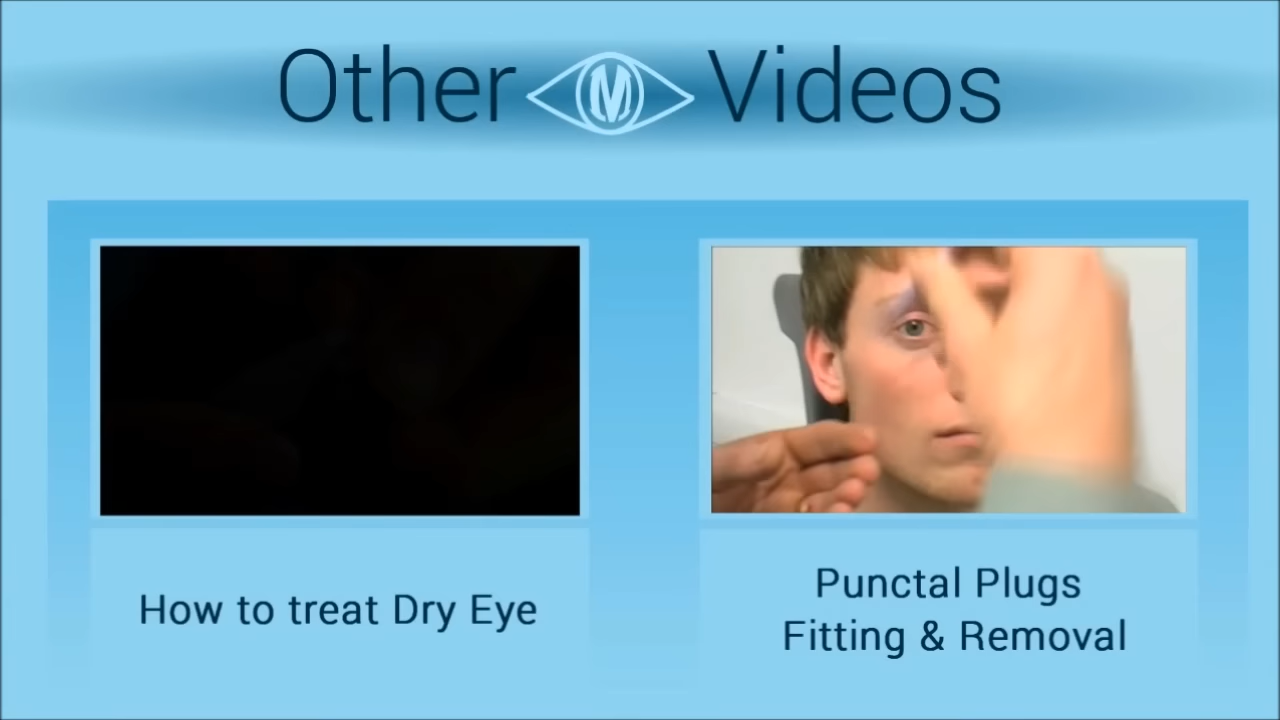 Other M Videos
How to treat Dry Eye
Punctal Plugs
Fitting & Removal